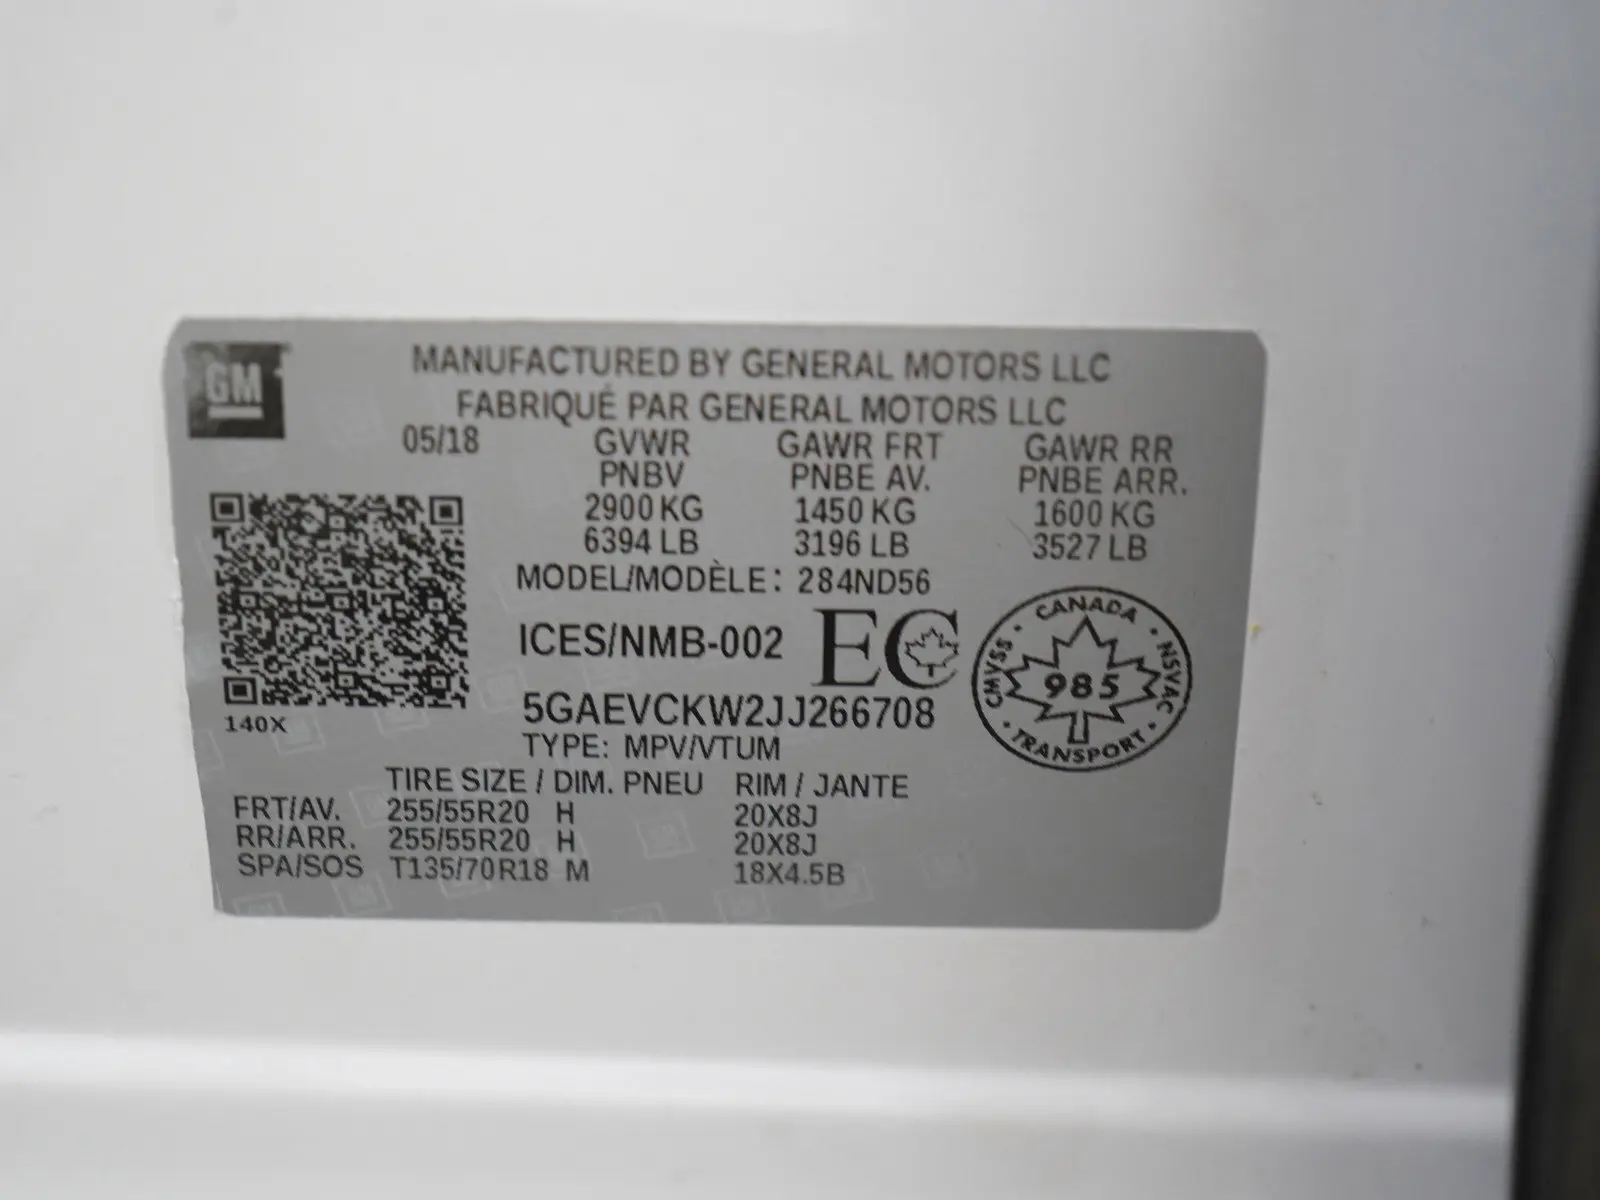 GM
MANUFACTURED BY GENERAL MOTORS LLC
FABRIQUÉ PAR GENERAL MOTORS LLC
05/18 GVWR GAWR FRT GAWR RR
PNBV PNBE AV. PNBE ARR.
2900 KG 1450 KG 1600 KG
6394 LB 3196 LB 3527 LB
MODEL/MODÈLE: 284ND56
ICES/NMB-002 EC
CANADA
CMVSS • NSVAC
985
TRANSPORT
140X
5GAEVCKW2JJ266708
TYPE: MPV/VTUM
TIRE SIZE / DIM. PNEU RIM / JANTE
FRT/AV. 255/55R20 H 20X8J
RR/ARR. 255/55R20 H 20X8J
SPA/SOS T135/70R18 M 18X4.5B